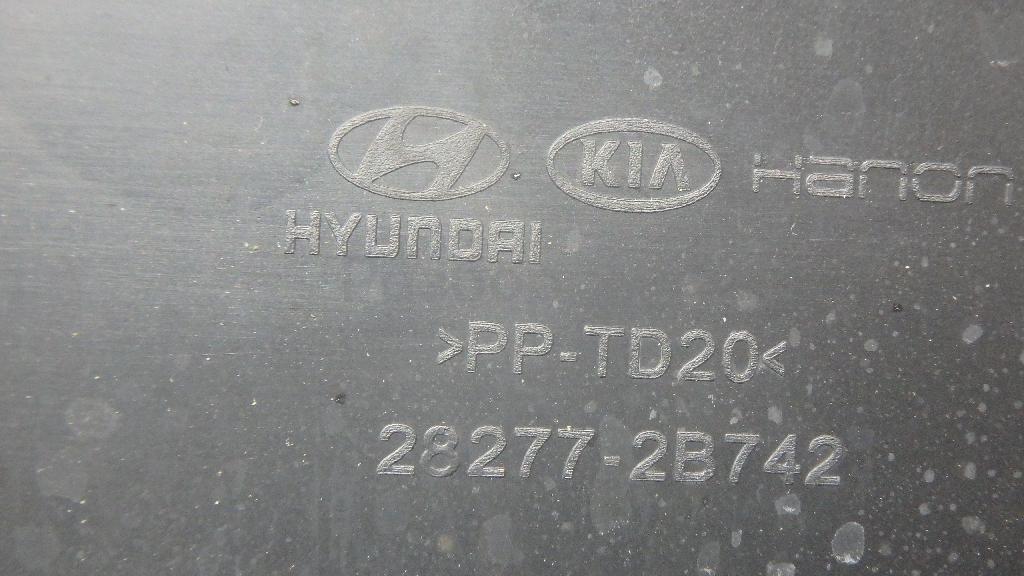 KIA Hanon
HYUNDAI
>PP-TD20<
28277-2B742